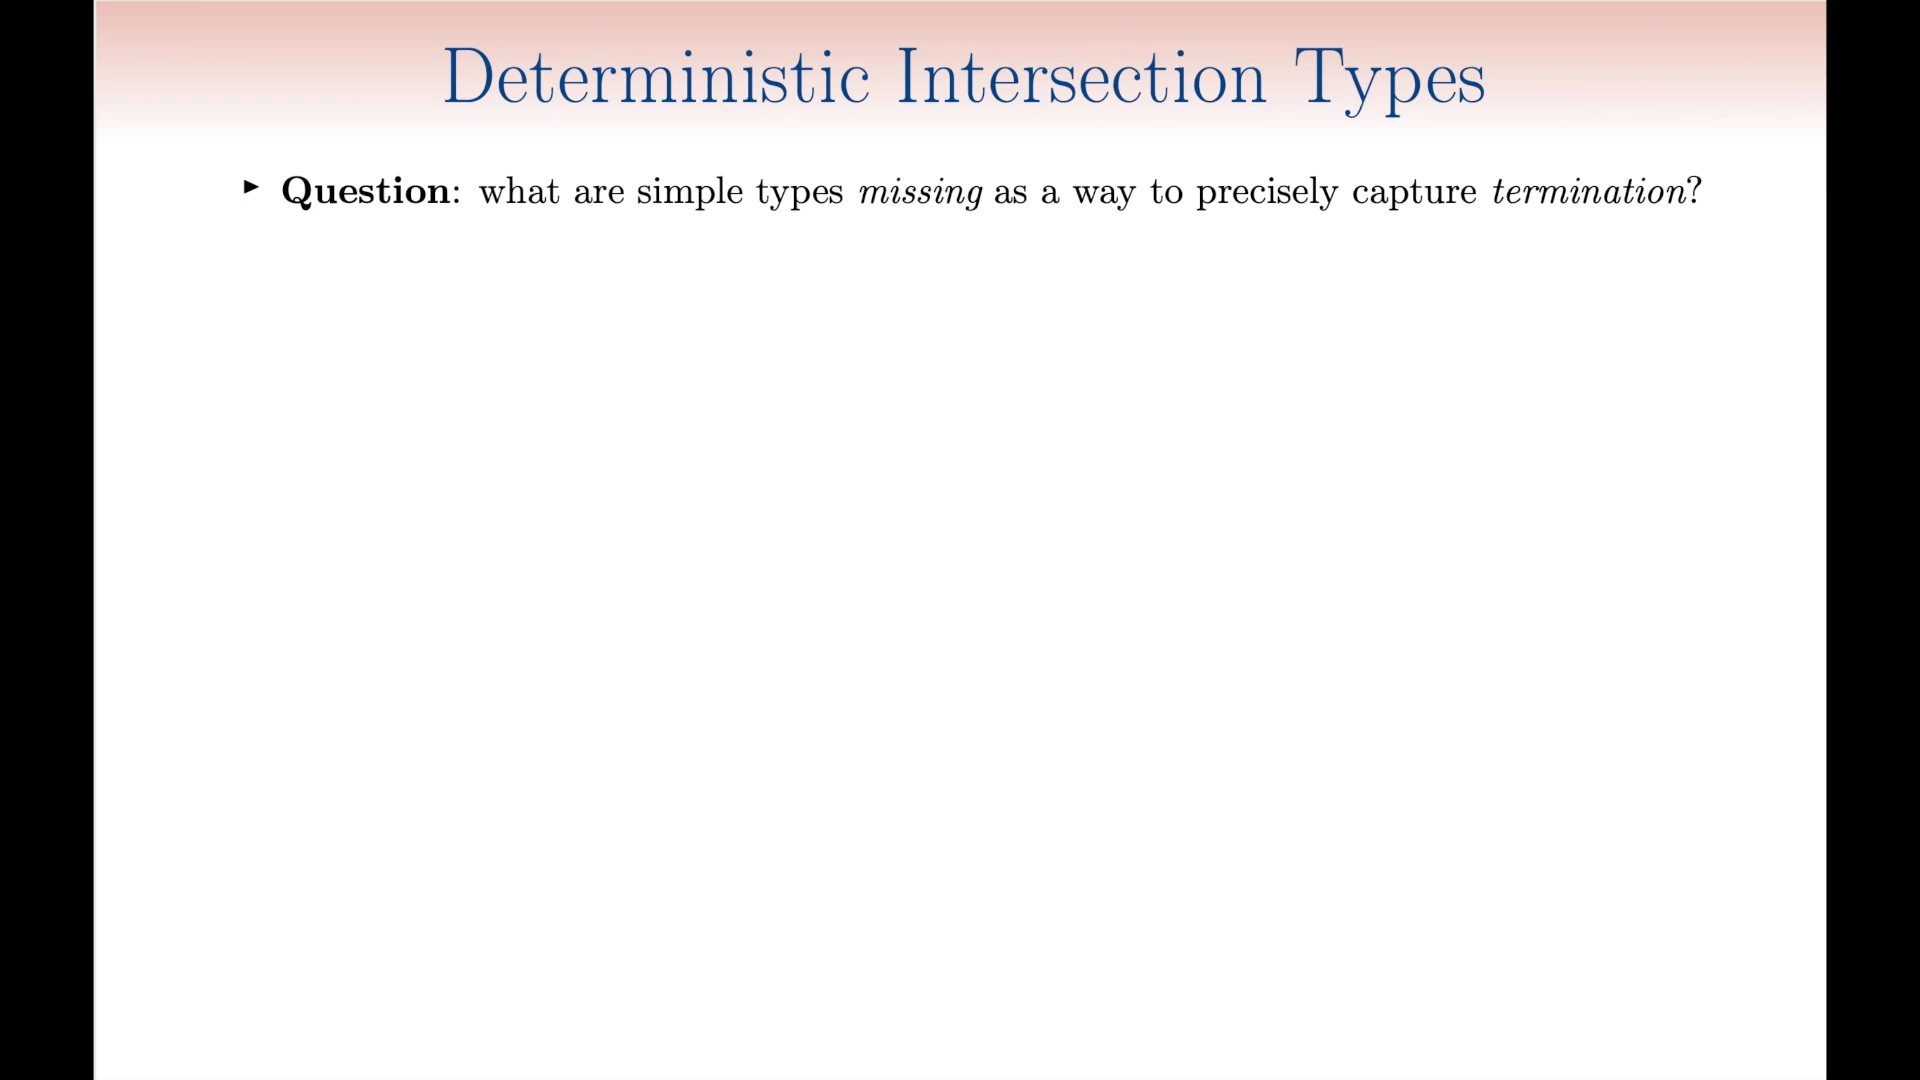 Deterministic Intersection Types
▶ Question: what are simple types missing as a way to precisely capture termination?